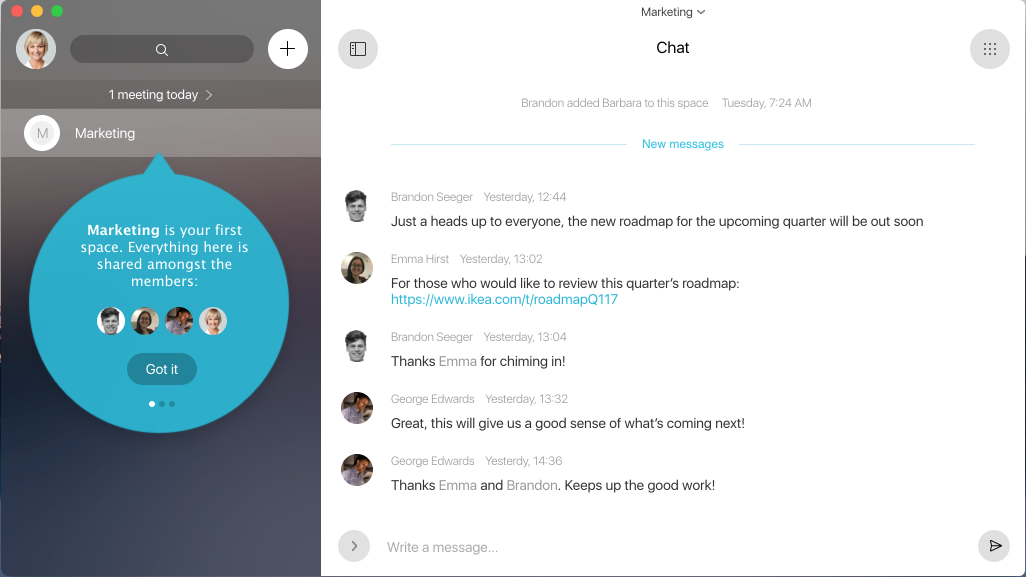 1 meeting today
M
Marketing
Marketing is your first
space. Everything here is
shared amongst the
members:
Got it
Marketing
Chat
Brandon added Barbara to this space Tuesday, 7:24 AM
New messages
Brandon Seeger Yesterday, 12:44
Just a heads up to everyone, the new roadmap for the upcoming quarter will be out soon
Emma Hirst Yesterday, 13:02
For those who would like to review this quarter’s roadmap:
https://www.ikea.com/t/roadmapQ117
Brandon Seeger Yesterday, 13:04
Thanks Emma for chiming in!
George Edwards Yesterday, 13:32
Great, this will give us a good sense of what’s coming next!
George Edwards Yesterdy, 14:36
Thanks Emma and Brandon. Keeps up the good work!
Write a message...